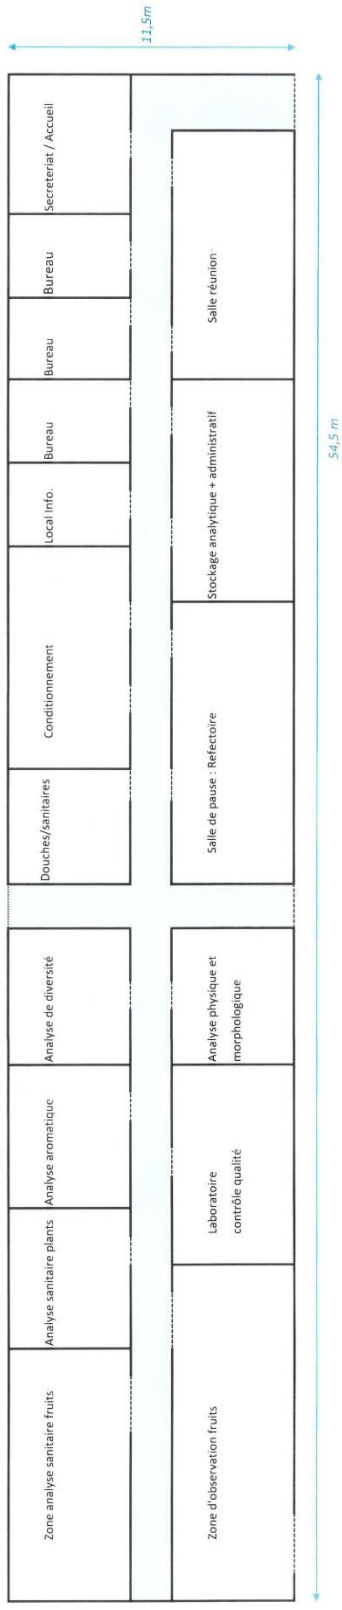 Zone analyse sanitaire fruits
Analyse sanitaire plants
Analyse aromatique
Analyse de diversité
Douches/sanitaires
Conditionnement
Local Info.
Bureau
Bureau
Bureau
Secreteriat / Accueil
11,5m
Zone d'observation fruits
Laboratoire
contrôle qualité
Analyse physique et
morphologique
Salle de pause : Refectoire
Stockage analytique + administratif
Salle réunion
54,5 m